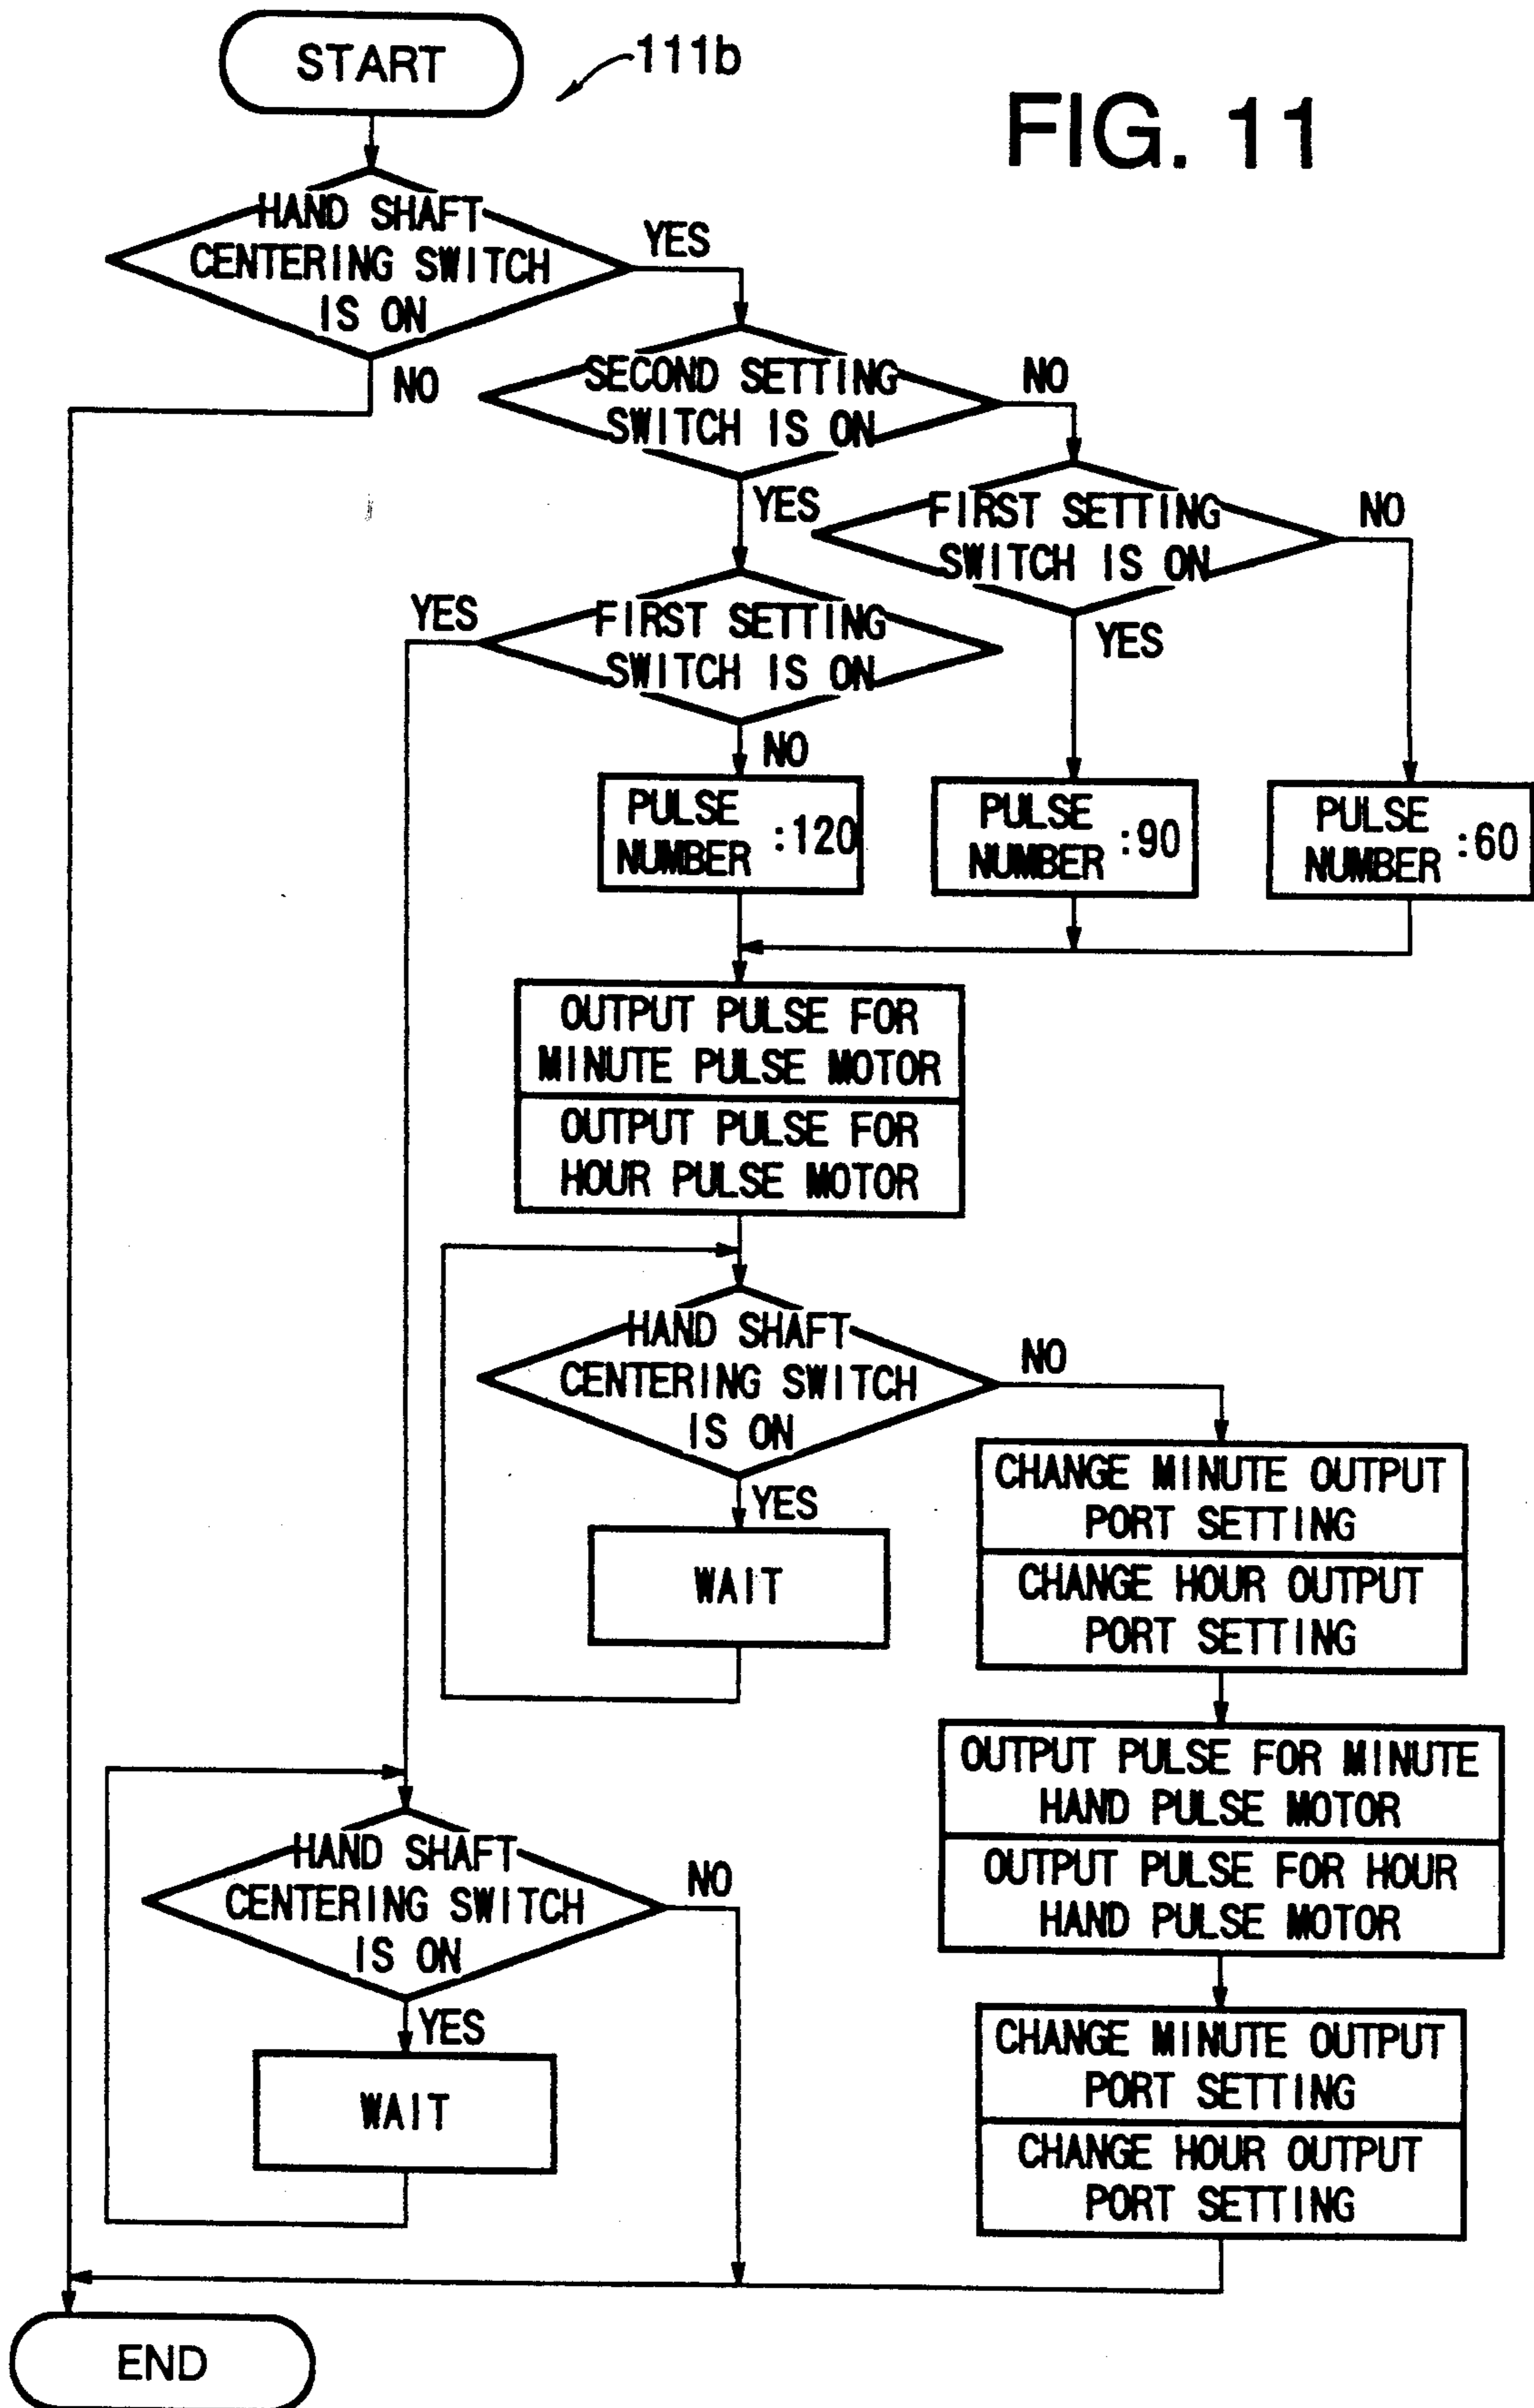 START
111b
FIG. 11
HAND SHAFT
CENTERING SWITCH
IS ON
YES
NO
SECOND SETTING
SWITCH IS ON
NO
YES
FIRST SETTING
SWITCH IS ON
NO
YES
YES
FIRST SETTING
SWITCH IS ON
NO
PULSE
NUMBER :120
PULSE
NUMBER :90
PULSE
NUMBER :60
OUTPUT PULSE FOR
MINUTE PULSE MOTOR
OUTPUT PULSE FOR
HOUR PULSE MOTOR
HAND SHAFT
CENTERING SWITCH
IS ON
NO
YES
WAIT
CHANGE MINUTE OUTPUT
PORT SETTING
CHANGE HOUR OUTPUT
PORT SETTING
OUTPUT PULSE FOR MINUTE
HAND PULSE MOTOR
OUTPUT PULSE FOR HOUR
HAND PULSE MOTOR
HAND SHAFT
CENTERING SWITCH
IS ON
NO
YES
WAIT
CHANGE MINUTE OUTPUT
PORT SETTING
CHANGE HOUR OUTPUT
PORT SETTING
END